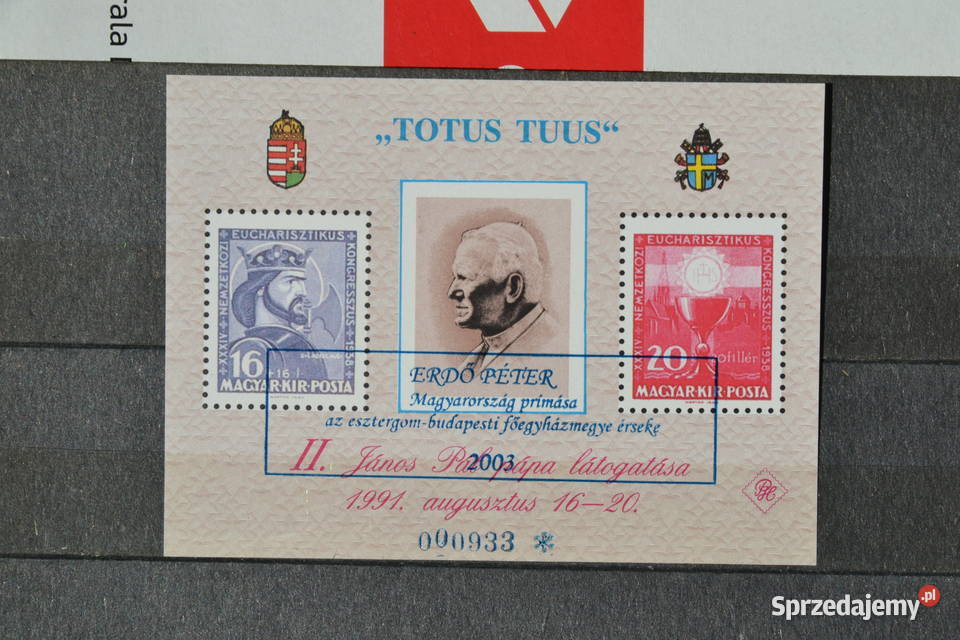 rala
„TOTUS TUUS“
XXXIV NEMZETKÖZI EUCHARISZTIKUS KONGRESSZUS 1938
16
+16
MAGYAR·KIR·POSTA
XXXIV NEMZETKÖZI EUCHARISZTIKUS KONGRESSZUS 1938
20
fillér
MAGYAR·KIR·POSTA
ERDŐ PÉTER
Magyarország prímása
az esztergom-budapesti főegyházmegye érseke
2003
II. János Pál pápa látogatása
1991. augusztus 16—20.
000933 *
Sprzedajemy.pl